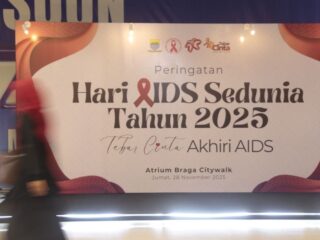 SOON
Peringatan
Hari AIDS Sedunia
Tahun 2025
Tebar Cinta Akhiri AIDS
Atrium Braga Citywalk
Jumat, 28 November 2025